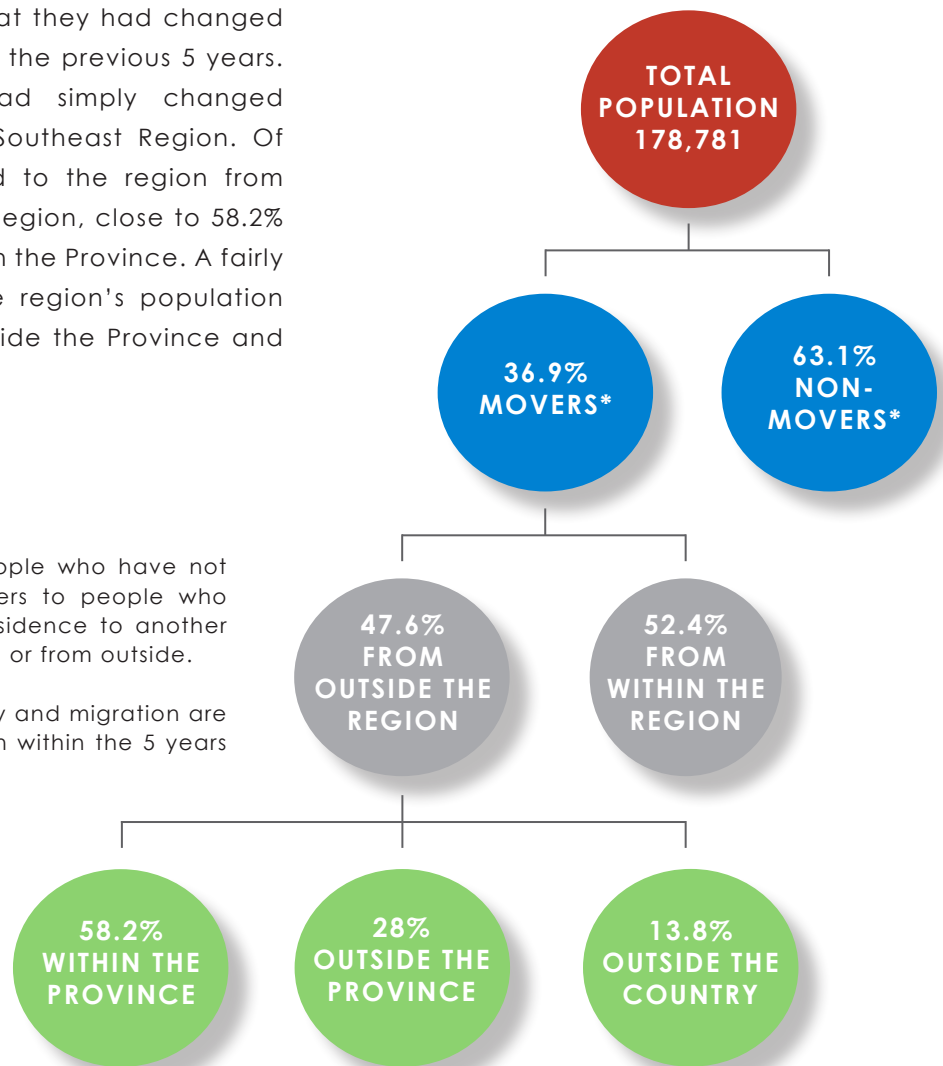 at they had changed
the previous 5 years.
ad simply changed
Southeast Region. Of
d to the region from
egion, close to 58.2%
n the Province. A fairly
e region's population
ide the Province and
TOTAL
POPULATION
178,781
36.9%
MOVERS*
63.1%
NON-
MOVERS*
ople who have not
ers to people who
sidence to another
or from outside.
y and migration are
n within the 5 years
47.6%
FROM
OUTSIDE THE
REGION
52.4%
FROM
WITHIN THE
REGION
58.2%
WITHIN THE
PROVINCE
28%
OUTSIDE THE
PROVINCE
13.8%
OUTSIDE THE
COUNTRY